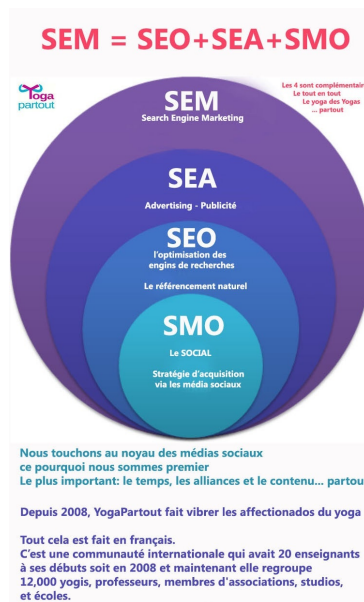 SEM = SEO+SEA+SMO
Yoga
partout
Les 4 sont complémentair
Le tout en tout
Le yoga des Yogas
... partout
SEM
Search Engine Marketing
SEA
Advertising - Publicité
SEO
l'optimisation des
engins de recherches
Le référencement naturel
SMO
Le SOCIAL
Stratégie d'acquisition
via les média sociaux
Nous touchons au noyau des médias sociaux
ce pourquoi nous sommes premier
Le plus important: le temps, les alliances et le contenu... partou
Depuis 2008, YogaPartout fait vibrer les affectionados du yoga
Tout cela est fait en français.
C'est une communauté internationale qui avait 20 enseignants
à ses débuts soit en 2008 et maintenant elle regroupe
12,000 yogis, professeurs, membres d'associations, studios,
et écoles.